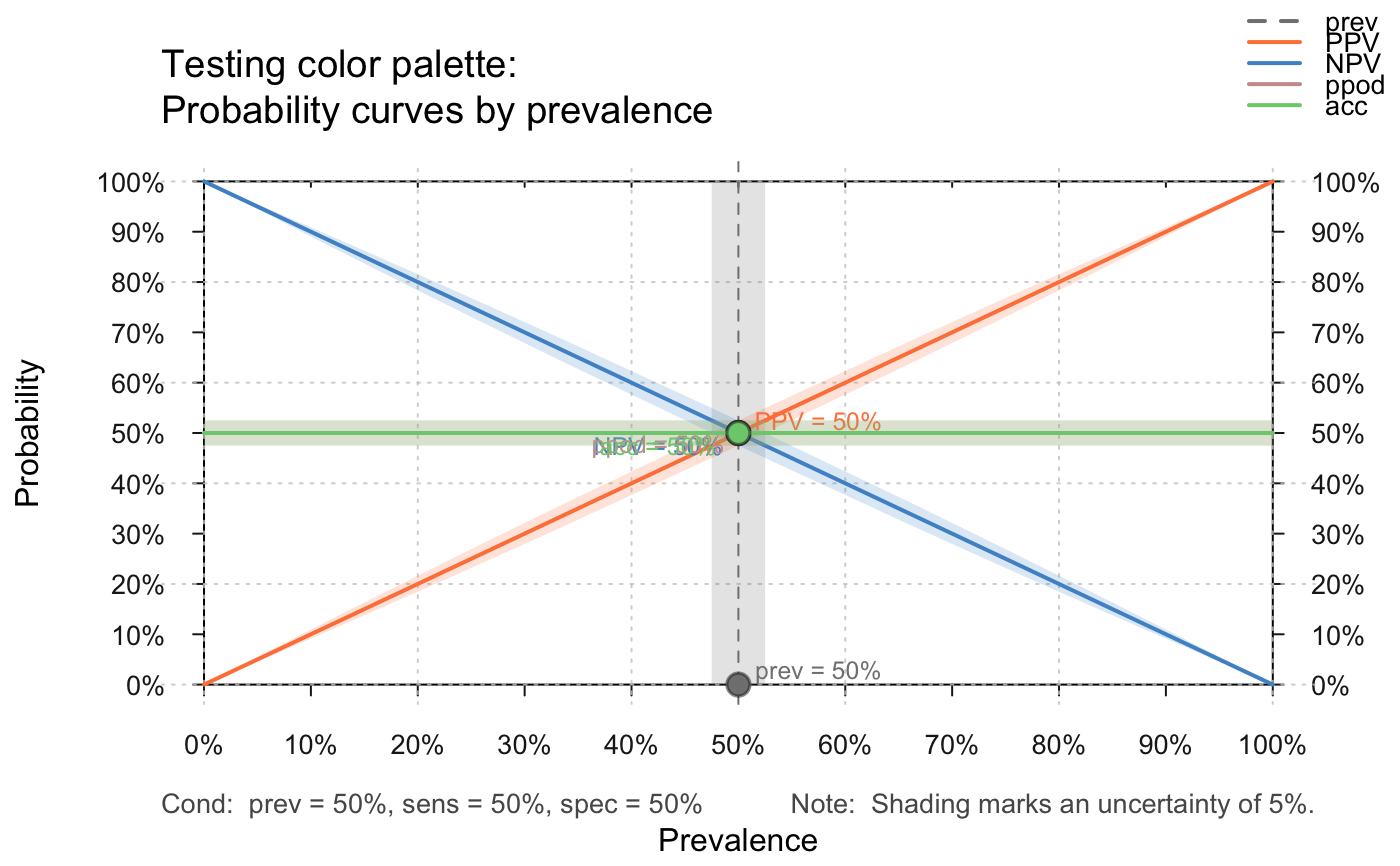 prev
PPV
NPV
ppod
acc
Testing color palette:
Probability curves by prevalence
100% 100%
90% 90%
80% 80%
70% 70%
60% 60%
PPV = 50%
50% 50%
NPV = 50%
40% 40%
30% 30%
20% 20%
10% 10%
prev = 50%
0% 0%
Probability
0% 10% 20% 30% 40% 50% 60% 70% 80% 90% 100%
Cond: prev = 50%, sens = 50%, spec = 50% Note: Shading marks an uncertainty of 5%.
Prevalence